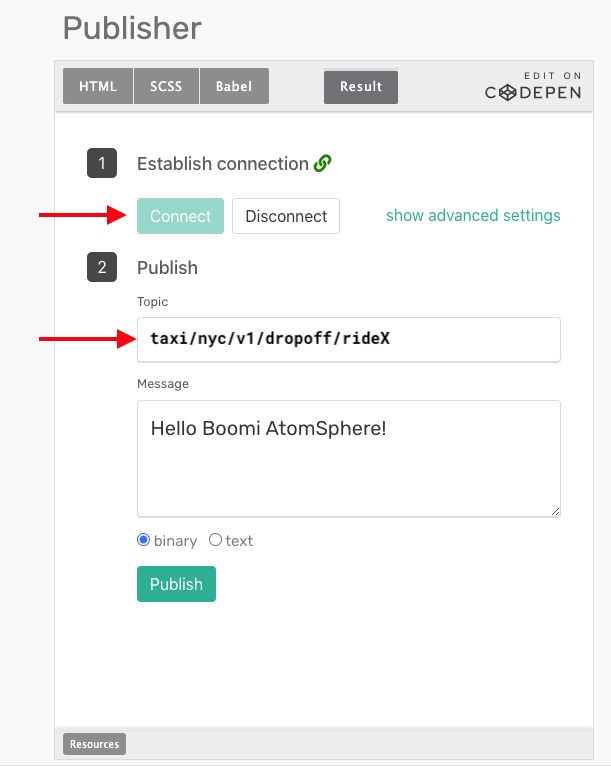 Publisher
HTML SCSS Babel Result EDIT ON
CODEPEN
1 Establish connection
Connect Disconnect show advanced settings
2 Publish
Topic
taxi/nyc/v1/dropoff/rideX
Message
Hello Boomi AtomSphere!
binary text
Publish
Resources